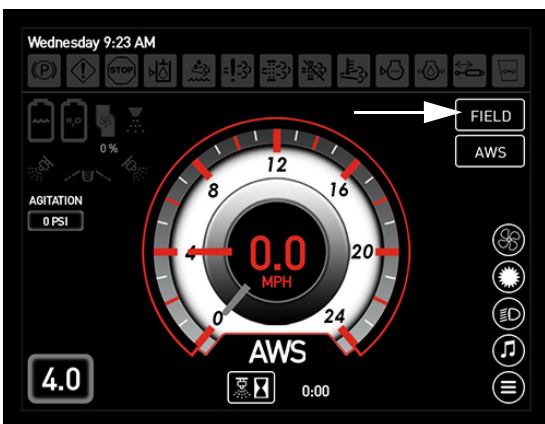 Wednesday 9:23 AM
P
STOP
FIELD
H₂O
0 %
AWS
AGITATION
0 PSI
0
4
8
12
16
20
24
0.0
MPH
AWS
4.0
0:00